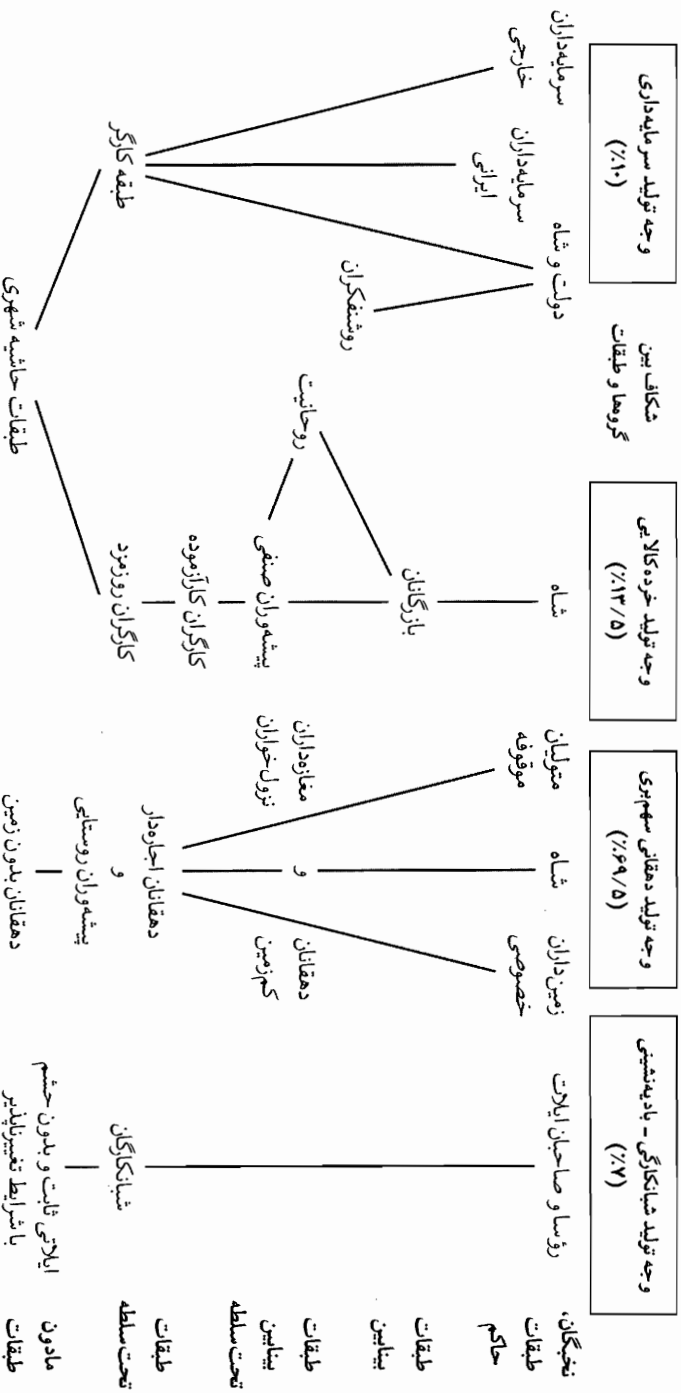 وجه تولید شبانکارگی - بادیه‌نشینی
(٪۷)
وجه تولید دهقانی سهم‌بری
(٪۶۹/۵)
وجه تولید خرده‌کالایی
(٪۱۳/۵)
شکاف بین
گروهها و طبقات
وجه تولید سرمایه‌داری
(٪۱۰)
نخبگان،
طبقات
حاکم
رؤسا و صاحبان ایلات
زمین‌داران
خصوصی
شاه
متولیان
موقوفه
شاه
دولت و شاه
سرمایه‌داران
ایرانی
سرمایه‌داران
خارجی
طبقات
بینابین
بازرگانان
روشنفکران
طبقات
بینابین
تحت‌سلطه
دهقانان
کم‌زمین
و
مغازه‌داران
نزول‌خواران
پیشه‌وران صنفی
روحانیت
طبقات
تحت‌سلطه
شبانکارگان
دهقانان اجاره‌دار
و
پیشه‌وران روستایی
کارگران کارآزموده
کارگران روزمزد
طبقه کارگر
مادون
طبقات
ایلاتی ثابت و بدون حشم
با شرایط تغییرناپذیر
دهقانان بدون زمین
طبقات حاشیه شهری